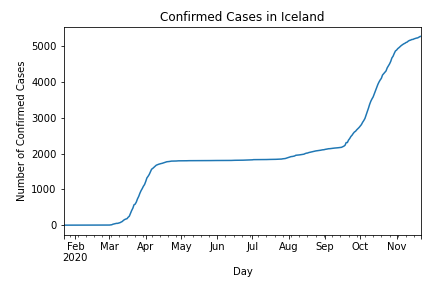 Confirmed Cases in Iceland
Number of Confirmed Cases
5000
4000
3000
2000
1000
0
Feb Mar Apr May Jun Jul Aug Sep Oct Nov
2020
Day